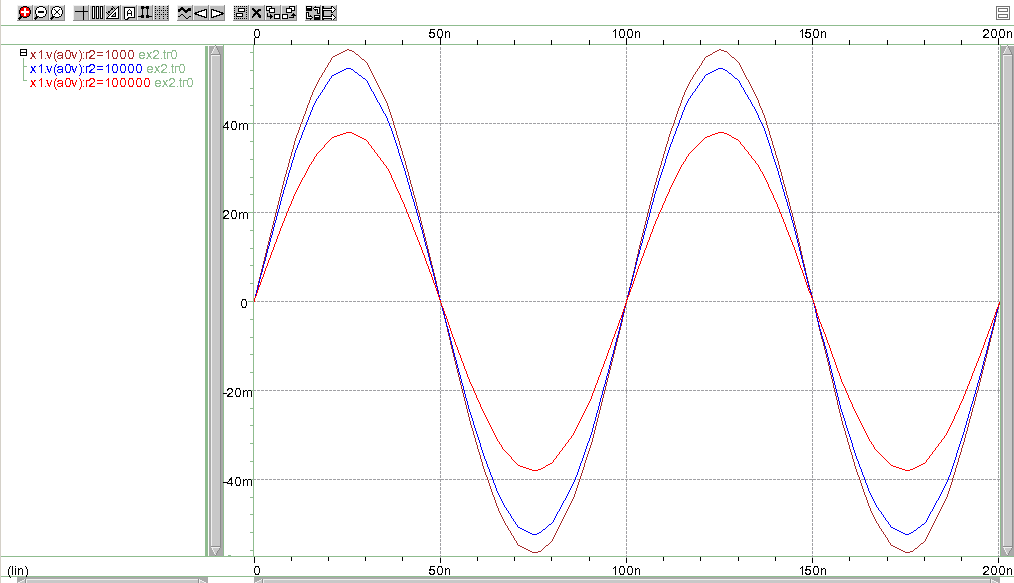 A
0 50n 100n 150n 200n
x1.v(a0v):r2=1000 ex2.tr0
x1.v(a0v):r2=10000 ex2.tr0
x1.v(a0v):r2=100000 ex2.tr0
40m
20m
0
-20m
-40m
0 50n 100n 150n 200n
(lin)